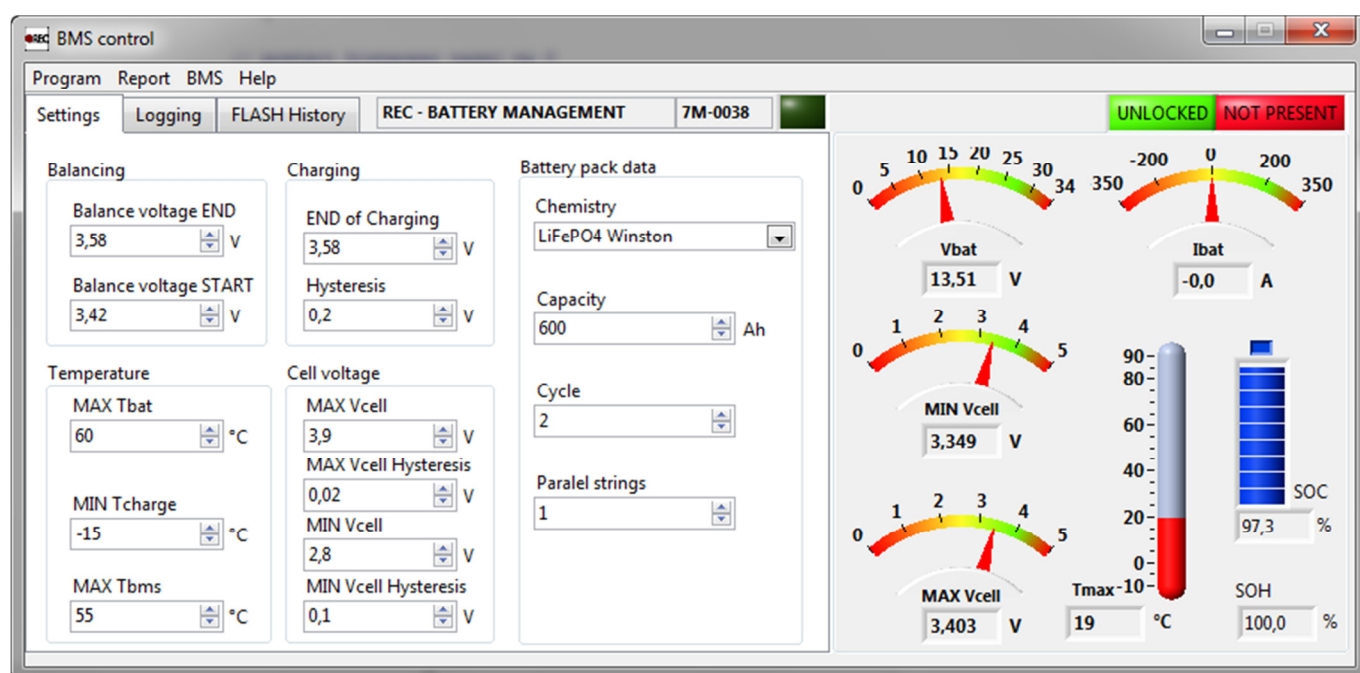 REC BMS control
Program Report BMS Help
Settings Logging FLASH History REC - BATTERY MANAGEMENT 7M-0038 UNLOCKED NOT PRESENT
Balancing
Balance voltage END
3,58 V
Balance voltage START
3,42 V
Charging
END of Charging
3,58 V
Hysteresis
0,2 V
Temperature
MAX Tbat
60 °C
MIN Tcharge
-15 °C
MAX Tbms
55 °C
Cell voltage
MAX Vcell
3,9 V
MAX Vcell Hysteresis
0,02 V
MIN Vcell
2,8 V
MIN Vcell Hysteresis
0,1 V
Battery pack data
Chemistry
LiFePO4 Winston
Capacity
600 Ah
Cycle
2
Paralel strings
1
0 5 10 15 20 25 30 34
Vbat
13,51 V
350 -200 0 200 350
Ibat
-0,0 A
0 1 2 3 4 5
MIN Vcell
3,349 V
0 1 2 3 4 5
MAX Vcell
3,403 V
90
80
60
40
20
0
-10
Tmax
19 °C
SOC
97,3 %
SOH
100,0 %